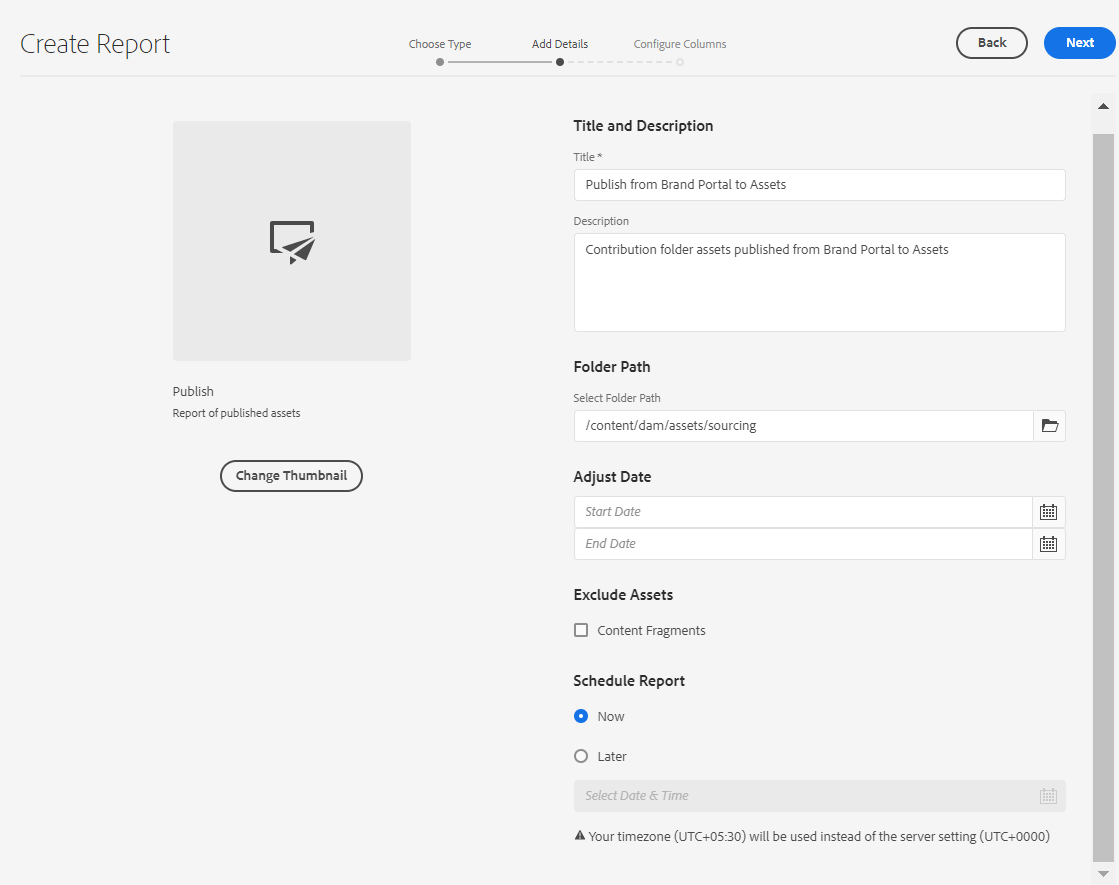 Create Report
Choose Type
Add Details
Configure Columns
Back
Next
Publish
Report of published assets
Change Thumbnail
Title and Description
Title *
Publish from Brand Portal to Assets
Description
Contribution folder assets published from Brand Portal to Assets
Folder Path
Select Folder Path
/content/dam/assets/sourcing
Adjust Date
Start Date
End Date
Exclude Assets
Content Fragments
Schedule Report
Now
Later
Select Date & Time
Your timezone (UTC+05:30) will be used instead of the server setting (UTC+0000)